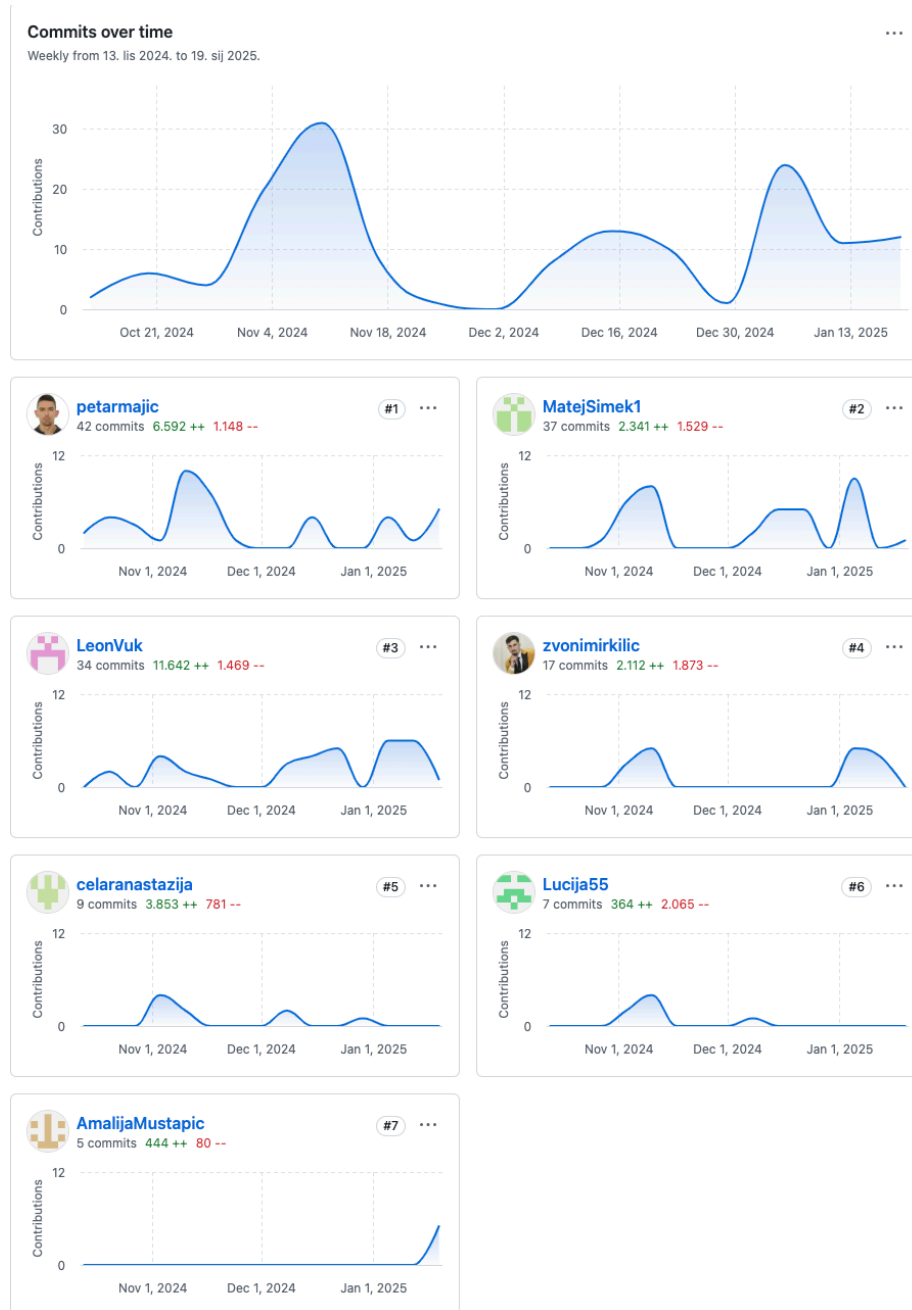 Commits over time
Weekly from 13. lis 2024. to 19. sij 2025.
Contributions
30
20
10
0
Oct 21, 2024 Nov 4, 2024 Nov 18, 2024 Dec 2, 2024 Dec 16, 2024 Dec 30, 2024 Jan 13, 2025
petarmajic #1
42 commits 6.592 ++ 1.148 --
Contributions
12
0
Nov 1, 2024 Dec 1, 2024 Jan 1, 2025
MatejSimek1 #2
37 commits 2.341 ++ 1.529 --
Contributions
12
0
Nov 1, 2024 Dec 1, 2024 Jan 1, 2025
LeonVuk #3
34 commits 11.642 ++ 1.469 --
Contributions
12
0
Nov 1, 2024 Dec 1, 2024 Jan 1, 2025
zvonimirkilic #4
17 commits 2.112 ++ 1.873 --
Contributions
12
0
Nov 1, 2024 Dec 1, 2024 Jan 1, 2025
celaranastazija #5
9 commits 3.853 ++ 781 --
Contributions
12
0
Nov 1, 2024 Dec 1, 2024 Jan 1, 2025
Lucija55 #6
7 commits 364 ++ 2.065 --
Contributions
12
0
Nov 1, 2024 Dec 1, 2024 Jan 1, 2025
AmalijaMustapic #7
5 commits 444 ++ 80 --
Contributions
12
0
Nov 1, 2024 Dec 1, 2024 Jan 1, 2025